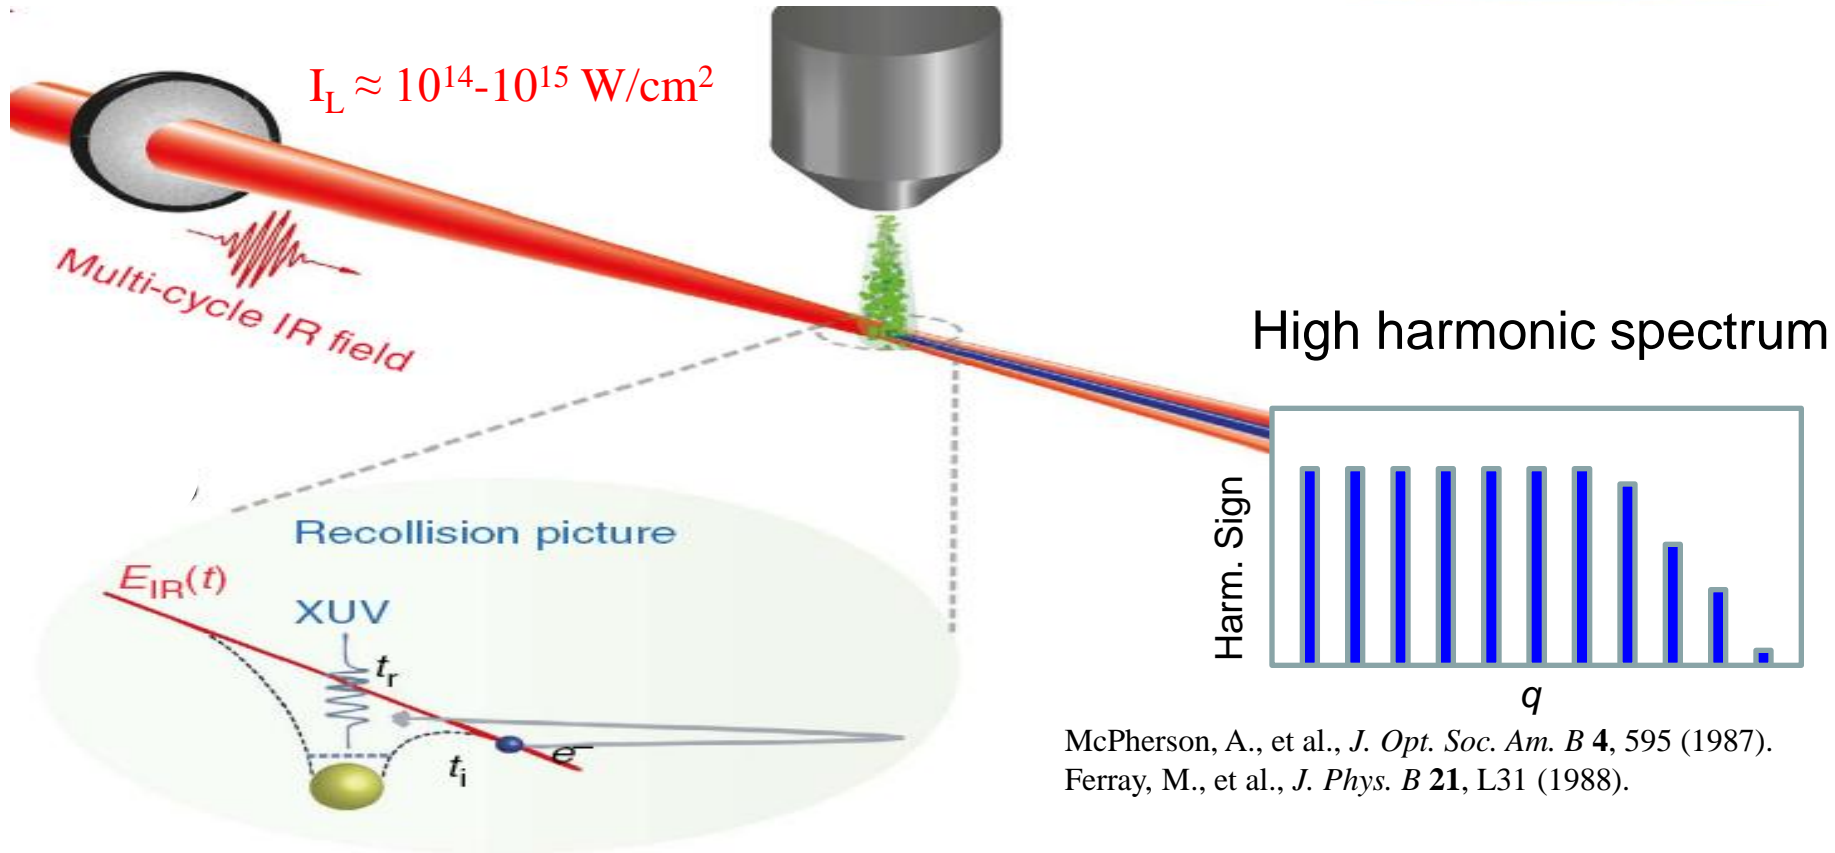 I_L ≈ 10^14-10^15 W/cm^2
Multi-cycle IR field
High harmonic spectrum
Harm. Sign
q
Recollision picture
E_IR(t)
XUV
t_r
t_i
e^-
McPherson, A., et al., J. Opt. Soc. Am. B 4, 595 (1987).
Ferray, M., et al., J. Phys. B 21, L31 (1988).